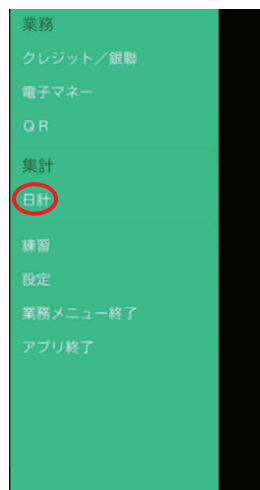 業務
クレジット／銀聯
電子マネー
ＱＲ
集計
日計
練習
設定
業務メニュー終了
アプリ終了